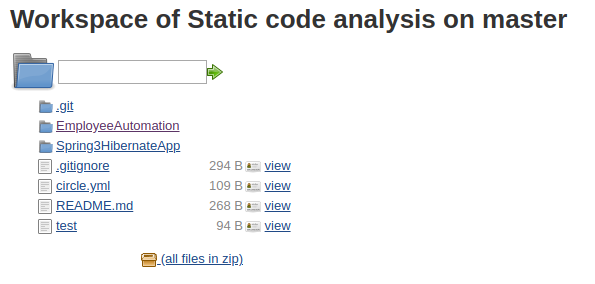 Workspace of Static code analysis on master
.git
EmployeeAutomation
Spring3HibernateApp
.gitignore 294 B view
circle.yml 109 B view
README.md 268 B view
test 94 B view
(all files in zip)